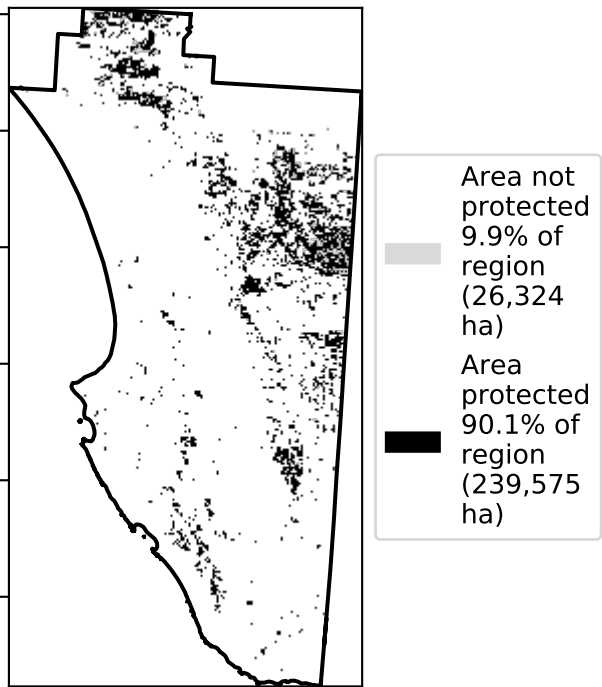 Area not
protected
9.9% of
region
(26,324
ha)
Area
protected
90.1% of
region
(239,575
ha)